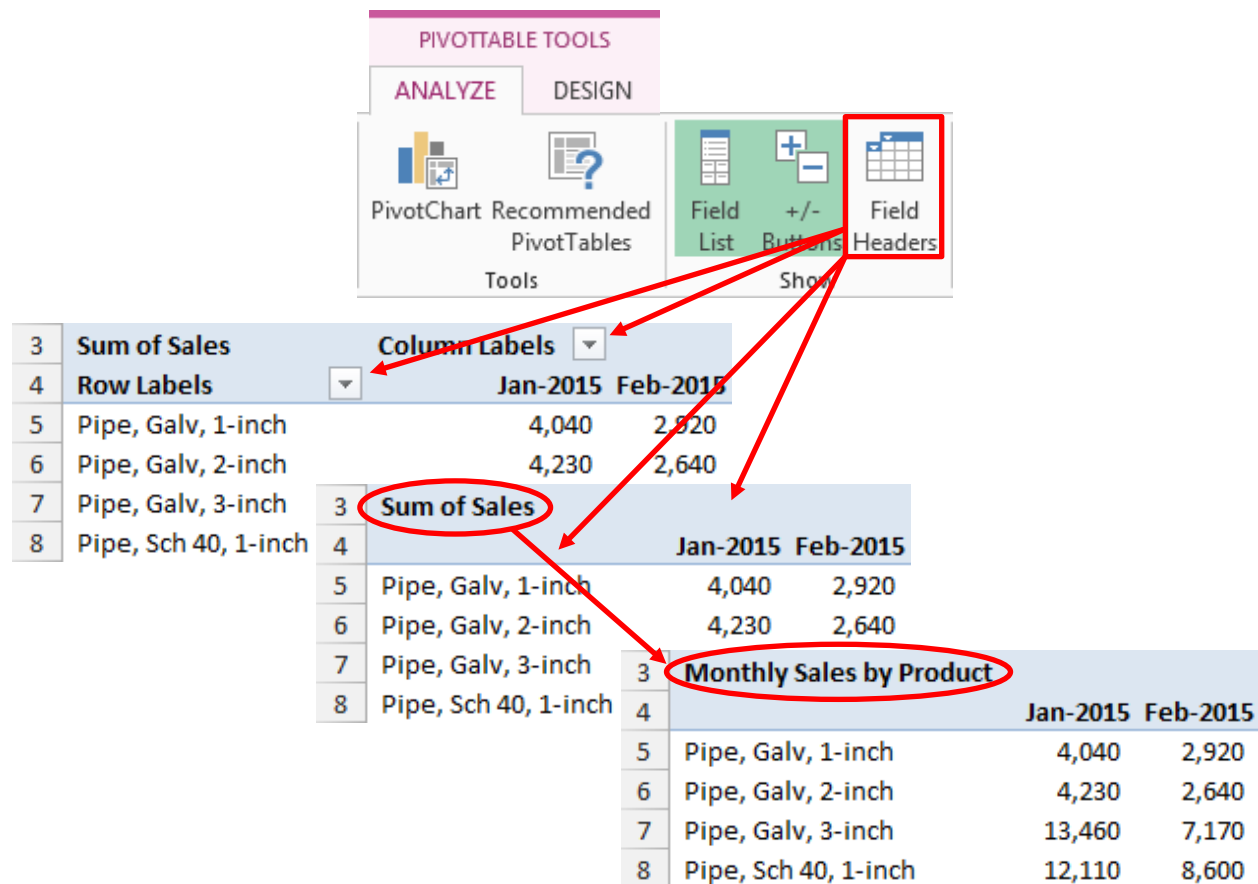 PIVOTTABLE TOOLS
ANALYZE DESIGN
PivotChart Recommended PivotTables
Field List
+/- Buttons
Field Headers
Tools Show
3 Sum of Sales Column Labels
4 Row Labels Jan-2015 Feb-2015
5 Pipe, Galv, 1-inch 4,040 2,920
6 Pipe, Galv, 2-inch 4,230 2,640
7 Pipe, Galv, 3-inch
8 Pipe, Sch 40, 1-inch
3 Sum of Sales
4 Jan-2015 Feb-2015
5 Pipe, Galv, 1-inch 4,040 2,920
6 Pipe, Galv, 2-inch 4,230 2,640
7 Pipe, Galv, 3-inch
8 Pipe, Sch 40, 1-inch
3 Monthly Sales by Product
4 Jan-2015 Feb-2015
5 Pipe, Galv, 1-inch 4,040 2,920
6 Pipe, Galv, 2-inch 4,230 2,640
7 Pipe, Galv, 3-inch 13,460 7,170
8 Pipe, Sch 40, 1-inch 12,110 8,600